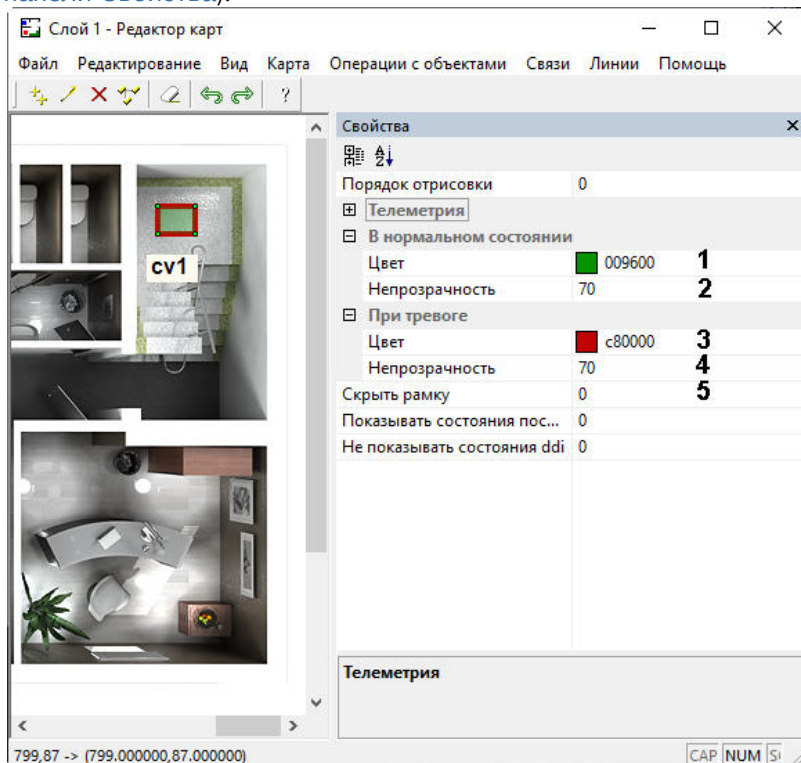 панели Свойства).
Слой 1 - Редактор карт
Файл Редактирование Вид Карта Операции с объектами Связи Линии Помощь
?
Свойства
Порядок отрисовки 0
Телеметрия
В нормальном состоянии
Цвет 009600 1
Непрозрачность 70 2
При тревоге
Цвет c80000 3
Непрозрачность 70 4
Скрыть рамку 0 5
Показывать состояния пос... 0
Не показывать состояния ddi 0
cv1
Телеметрия
799,87 -> (799.000000,87.000000) CAP NUM